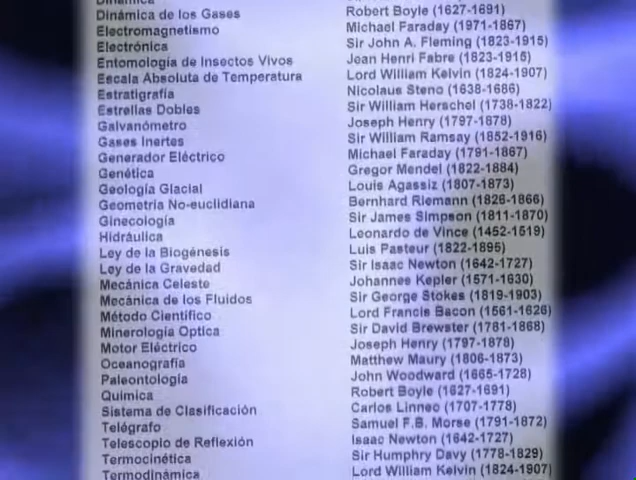 Dinámica
Dinámica de los Gases Robert Boyle (1627-1691)
Electromagnetismo Michael Faraday (1971-1867)
Electrónica Sir John A. Fleming (1823-1915)
Entomología de Insectos Vivos Jean Henri Fabre (1823-1915)
Escala Absoluta de Temperatura Lord William Kelvin (1824-1907)
Estratigrafía Nicolaus Steno (1638-1686)
Estrellas Dobles Sir William Herschel (1738-1822)
Galvanómetro Joseph Henry (1797-1878)
Gases Inertes Sir William Ramsay (1852-1916)
Generador Eléctrico Michael Faraday (1791-1867)
Genética Gregor Mendel (1822-1884)
Geología Glacial Louis Agassiz (1807-1873)
Geometría No-euclidiana Bernhard Riemann (1826-1866)
Ginecología Sir James Simpson (1811-1870)
Hidráulica Leonardo de Vince (1452-1519)
Ley de la Biogénesis Luis Pasteur (1822-1895)
Ley de la Gravedad Sir Isaac Newton (1642-1727)
Mecánica Celeste Johannes Kepler (1571-1630)
Mecánica de los Fluidos Sir George Stokes (1819-1903)
Método Científico Lord Francis Bacon (1561-1626)
Minerología Optica Sir David Brewster (1781-1868)
Motor Eléctrico Joseph Henry (1797-1878)
Oceanografía Matthew Maury (1806-1873)
Paleontología John Woodward (1665-1728)
Química Robert Boyle (1627-1691)
Sistema de Clasificación Carlos Linneo (1707-1778)
Telégrafo Samuel F.B. Morse (1791-1872)
Telescopio de Reflexión Isaac Newton (1642-1727)
Termocinética Sir Humphry Davy (1778-1829)
Termodinámica Lord William Kelvin (1824-1907)